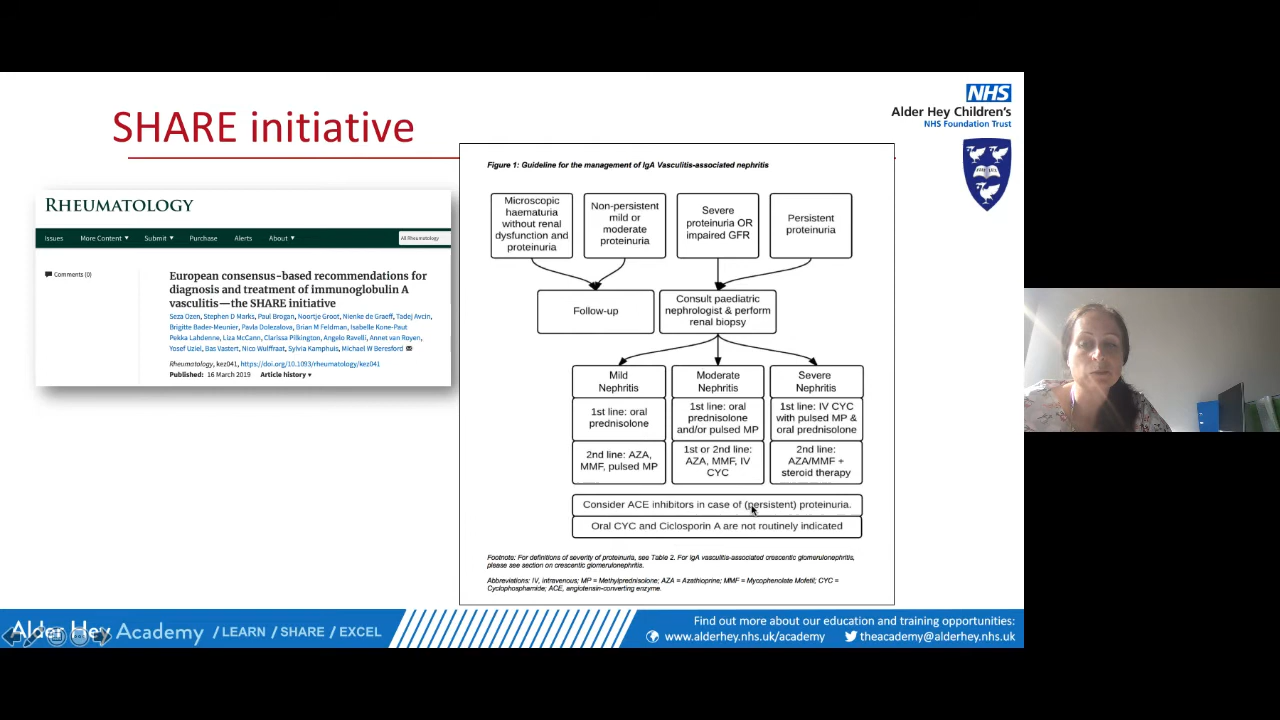 SHARE initiative
NHS
Alder Hey Children's
NHS Foundation Trust
RHEUMATOLOGY
Issues More Content ▾ Submit ▾ Purchase Alerts About ▾ All Rheumatology
Comments (0)
European consensus-based recommendations for
diagnosis and treatment of immunoglobulin A
vasculitis—the SHARE initiative
Seza Ozen, Stephen D Marks, Paul Brogan, Noortje Groot, Nienke de Graeff, Tadej Avcin,
Brigitte Bader-Meunier, Pavla Dolezalova, Brian M Feldman, Isabelle Kone-Paut
Pekka Lahdenne, Liza McCann, Clarissa Pilkington, Angelo Ravelli, Annet van Royen,
Yosef Uziel, Bas Vastert, Nico Wulffraat, Sylvia Kamphuis, Michael W Beresford
Rheumatology, kez041, https://doi.org/10.1093/rheumatology/kez041
Published: 16 March 2019 Article history ▾
Figure 1: Guideline for the management of IgA Vasculitis-associated nephritis
Microscopic
haematuria
without renal
dysfunction and
proteinuria
Non-persistent
mild or
moderate
proteinuria
Severe
proteinuria OR
impaired GFR
Persistent
proteinuria
Follow-up
Consult paediatric
nephrologist & perform
renal biopsy
Mild
Nephritis
Moderate
Nephritis
Severe
Nephritis
1st line: oral
prednisolone
1st line: oral
prednisolone
and/or pulsed MP
1st line: IV CYC
with pulsed MP &
oral prednisolone
2nd line: AZA,
MMF, pulsed MP
1st or 2nd line:
AZA, MMF, IV
CYC
2nd line:
AZA/MMF +
steroid therapy
Consider ACE inhibitors in case of (persistent) proteinuria.
Oral CYC and Ciclosporin A are not routinely indicated
Footnote: For definitions of severity of proteinuria, see Table 2. For IgA vasculitis-associated crescentic glomerulonephritis,
please see section on crescentic glomerulonephritis.
Abbreviations: IV, intravenous; MP = Methylprednisolone; AZA = Azathioprine; MMF = Mycophenolate Mofetil; CYC =
Cyclophosphamide; ACE, angiotensin-converting enzyme.
Alder Hey Academy / LEARN / SHARE / EXCEL
Find out more about our education and training opportunities:
www.alderhey.nhs.uk/academy theacademy@alderhey.nhs.uk